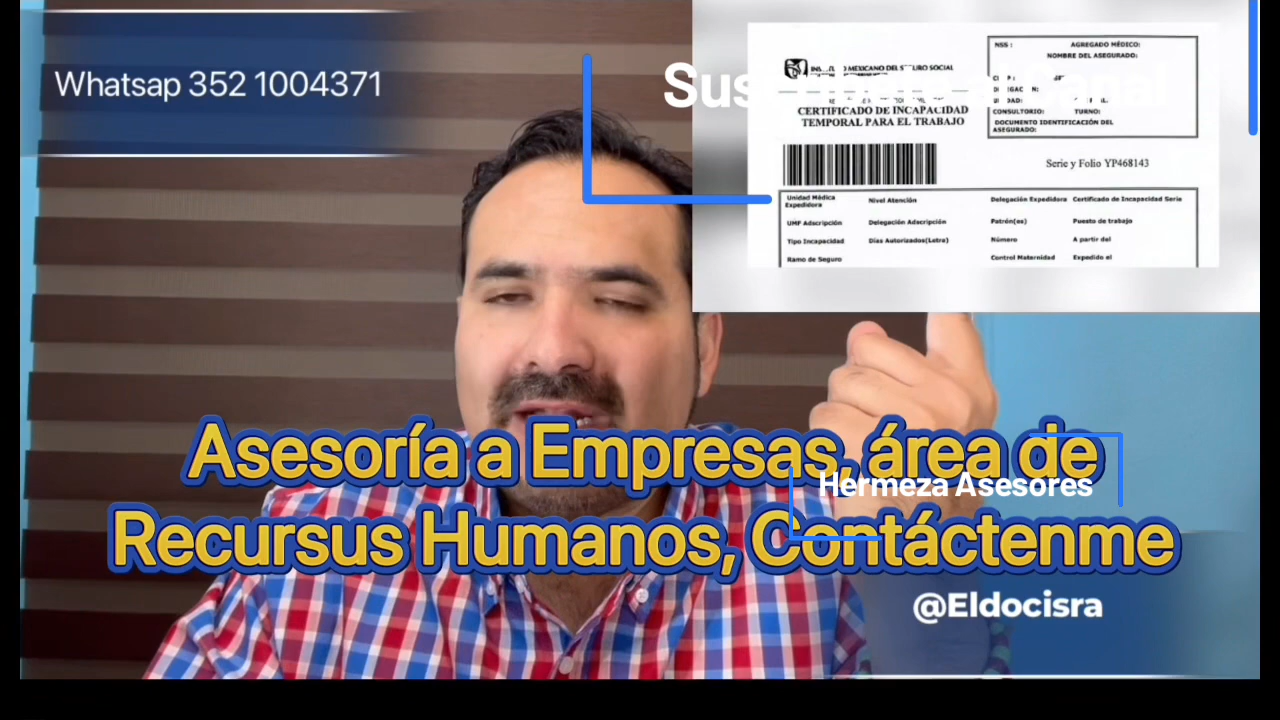 Whatsap 352 1004371
Sus
MEXICANO DEL SEGURO SOCIAL
CERTIFICADO DE INCAPACIDAD
TEMPORAL PARA EL TRABAJO
NSS : AGREGADO MÉDICO:
NOMBRE DEL ASEGURADO:
CONSULTORIO: TURNO:
DOCUMENTO IDENTIFICACIÓN DEL
ASEGURADO:
Serie y Folio YP468143
Unidad Médica Expedidora Nivel Atención Delegación Expedidora Certificado de Incapacidad Serie
UMF Adscripción Delegación Adscripción Patrón(es) Puesto de trabajo
Tipo Incapacidad Días Autorizados(Letra) Número A partir del
Ramo de Seguro Control Maternidad Expedido el
Asesoría a Empresas, área de
Hermeza Asesores
Recursus Humanos, Contáctenme
@Eldocisra